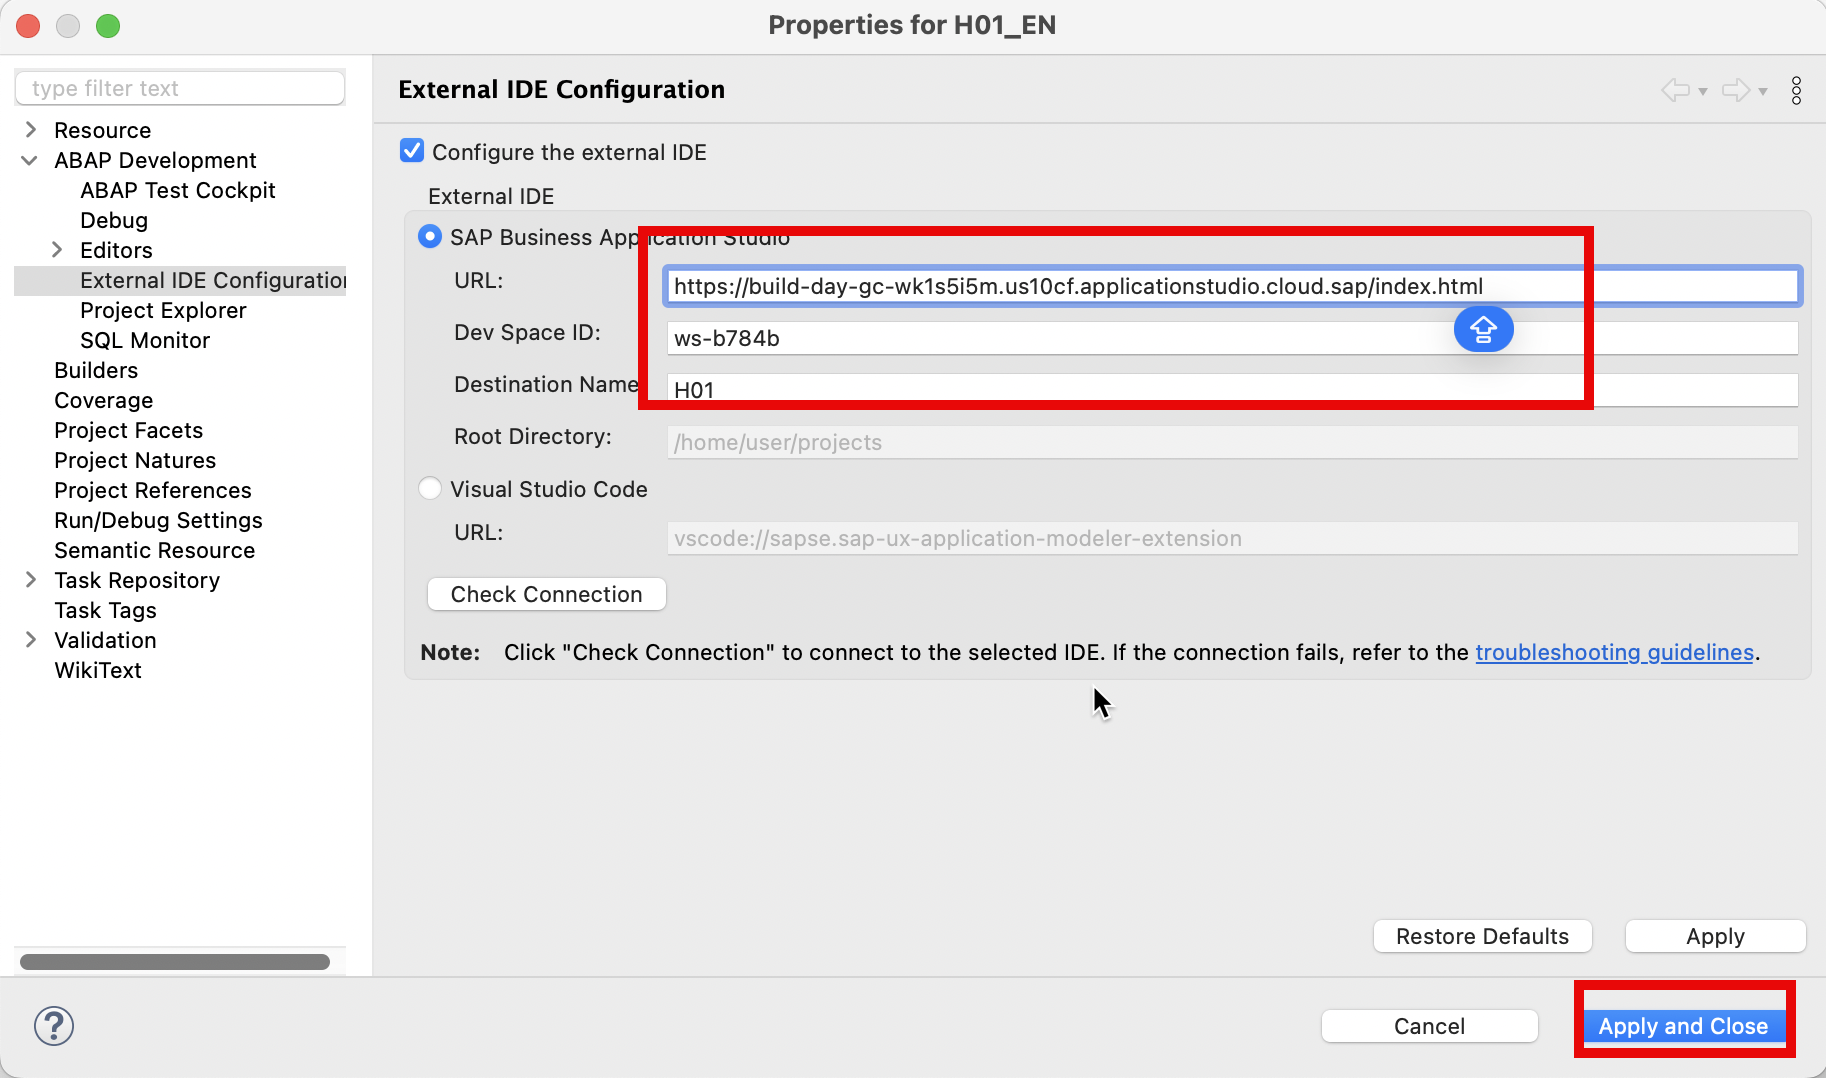 Properties for H01_EN
type filter text
Resource
ABAP Development
ABAP Test Cockpit
Debug
Editors
External IDE Configuration
Project Explorer
SQL Monitor
Builders
Coverage
Project Facets
Project Natures
Project References
Run/Debug Settings
Semantic Resource
Task Repository
Task Tags
Validation
WikiText
External IDE Configuration
Configure the external IDE
External IDE
SAP Business Application Studio
URL: https://build-day-gc-wk1s5i5m.us10cf.applicationstudio.cloud.sap/index.html
Dev Space ID: ws-b784b
Destination Name H01
Root Directory: /home/user/projects
Visual Studio Code
URL: vscode://sapse.sap-ux-application-modeler-extension
Check Connection
Note: Click "Check Connection" to connect to the selected IDE. If the connection fails, refer to the troubleshooting guidelines.
Restore Defaults Apply
? Cancel Apply and Close